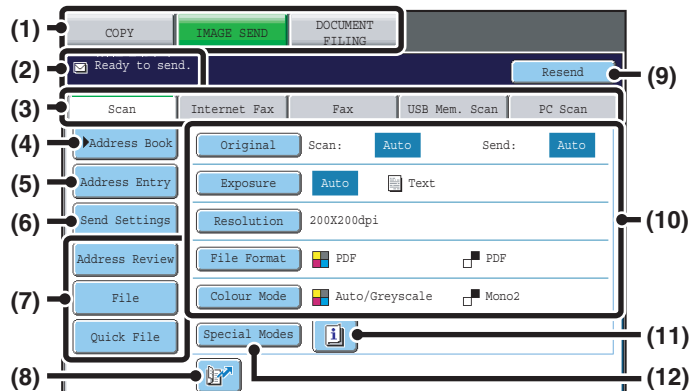 (1) COPY IMAGE SEND DOCUMENT FILING
(2) Ready to send. Resend (9)
(3) Scan Internet Fax Fax USB Mem. Scan PC Scan
(4) Address Book Original Scan: Auto Send: Auto
(5) Address Entry Exposure Auto Text
(6) Send Settings Resolution 200X200dpi (10)
Address Review File Format PDF PDF
(7) File Colour Mode Auto/Greyscale Mono2
Quick File Special Modes (11)
(8) (12)